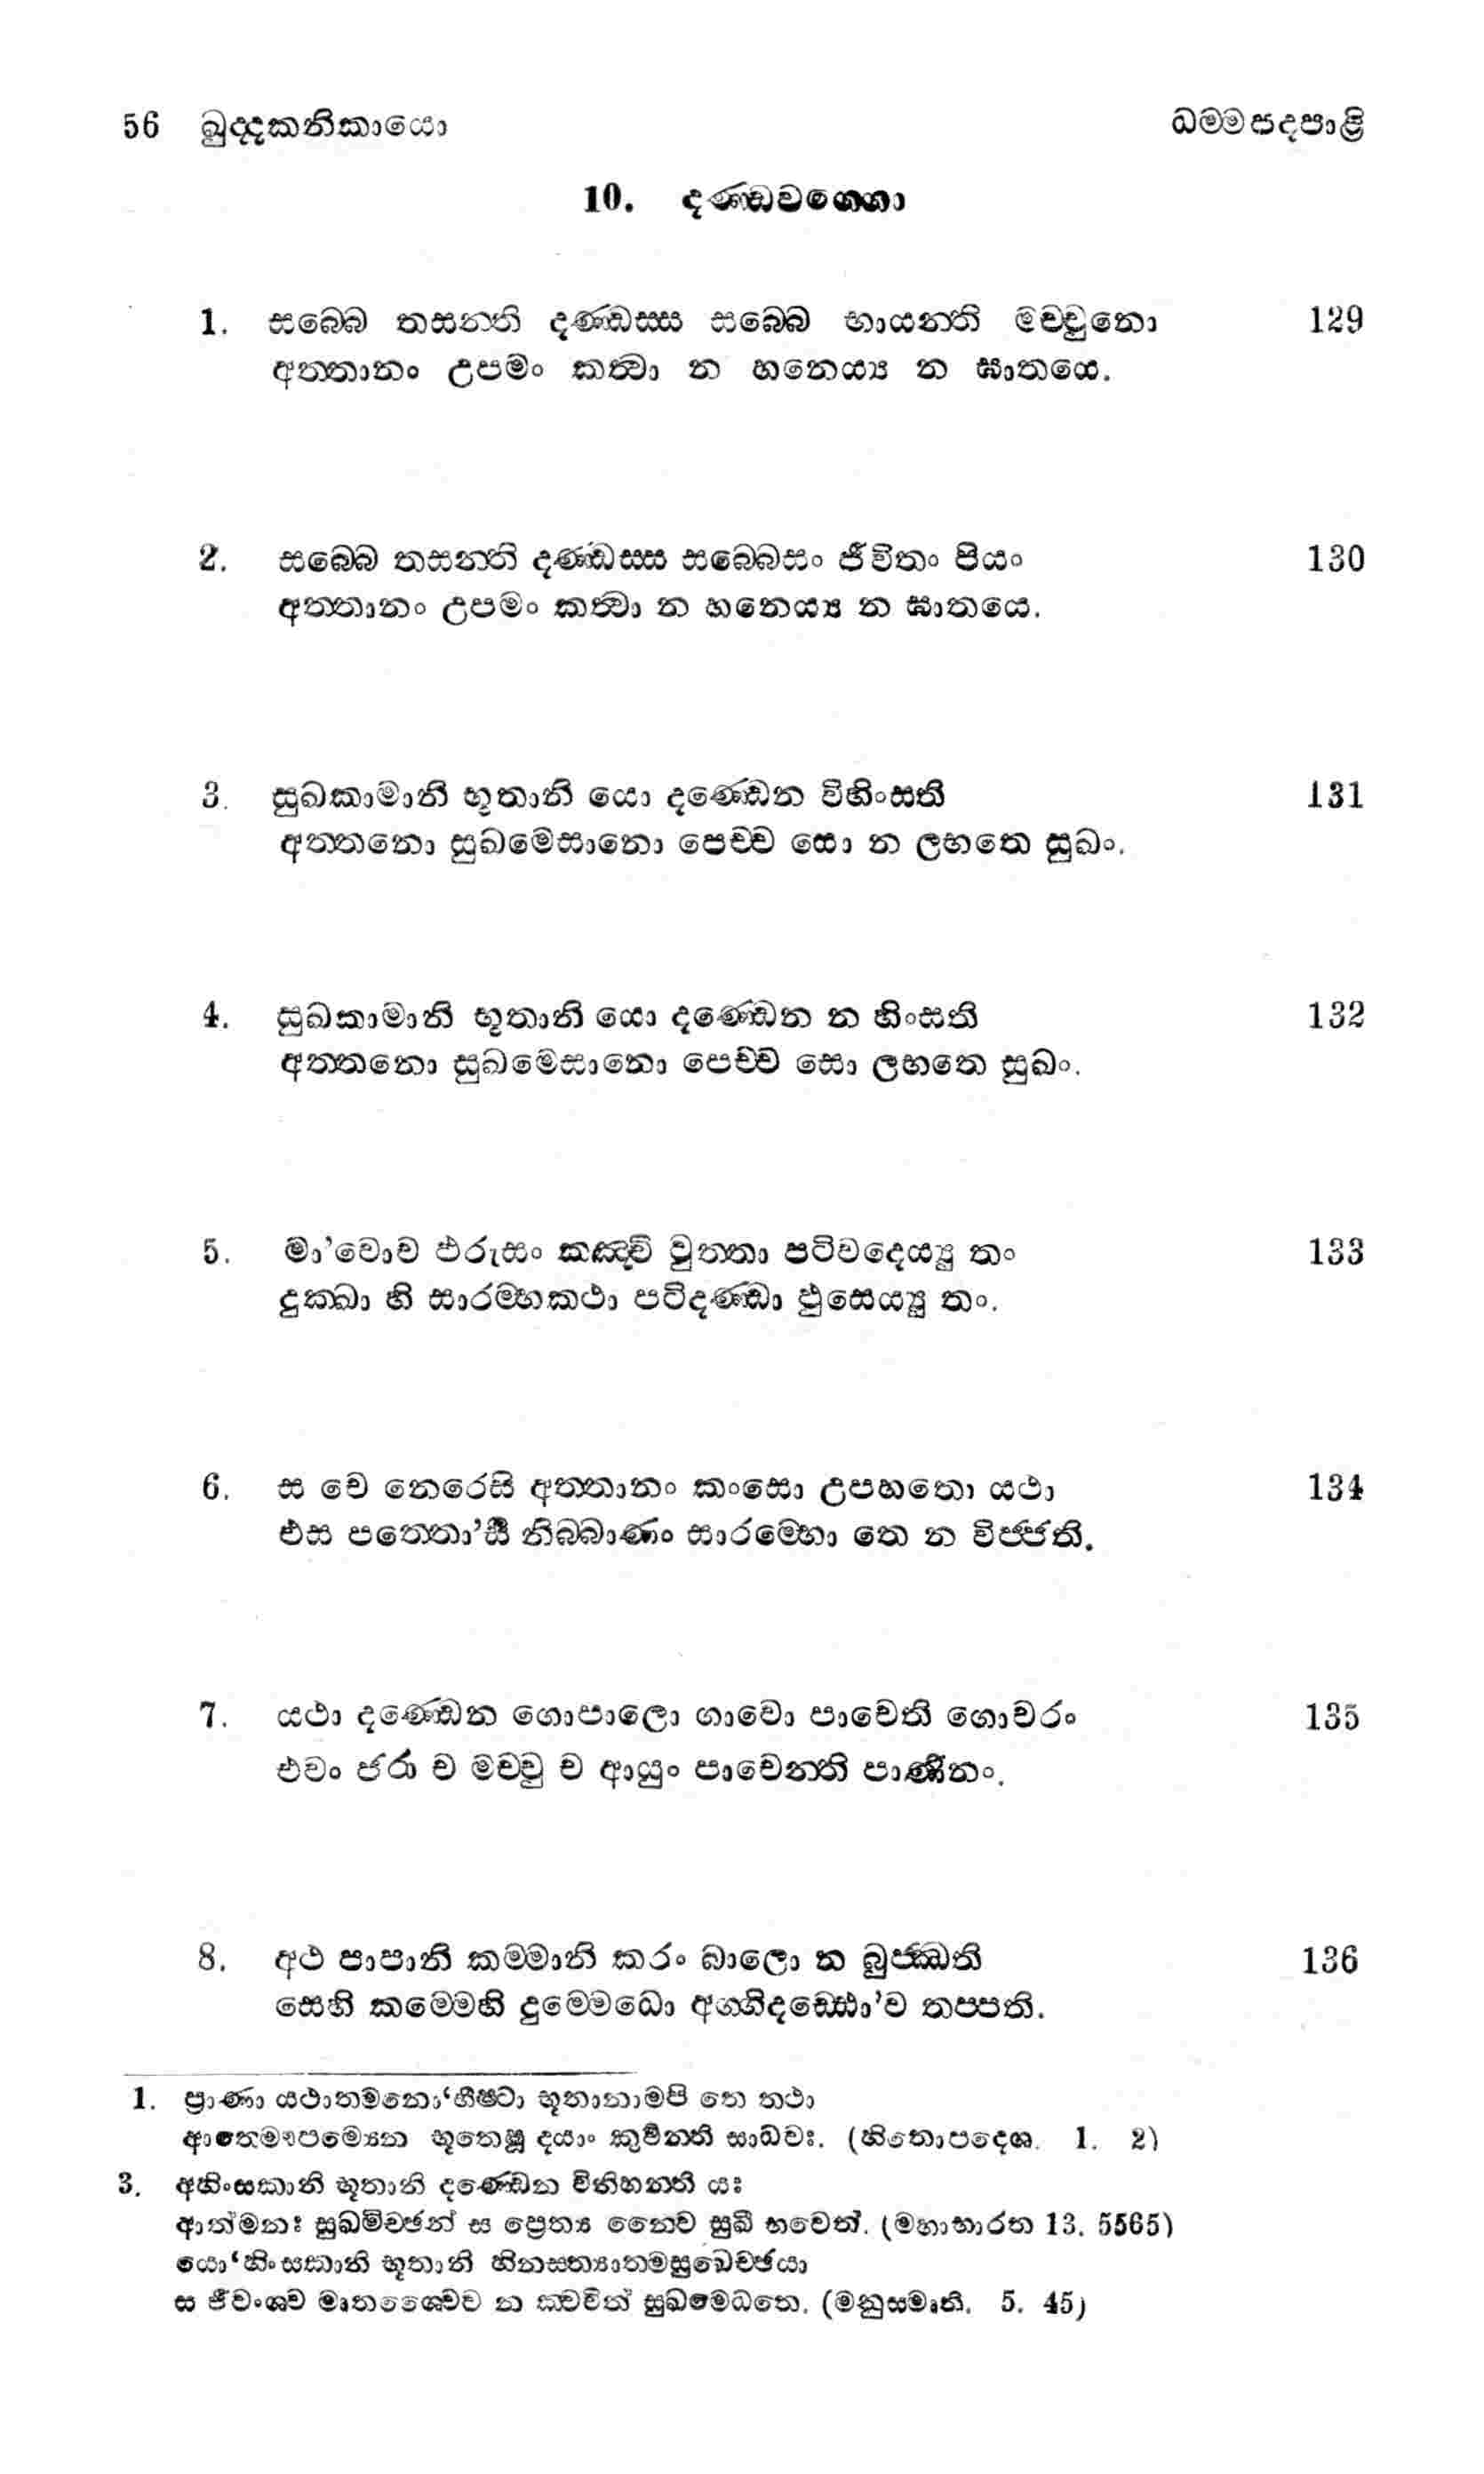 56 ඛුද්දකනිකායො ධම්මපදපාළි
10. දණ්ඩවග්ගො
1. සබ්බෙ තසන්ති දණ්ඩස්ස සබ්බෙ භායන්ති මච්චුනො 129
අත්තානං උපමං කත්වා න හනෙය්‍ය න ඝාතයෙ.
2. සබ්බෙ තසන්ති දණ්ඩස්ස සබ්බෙසං ජීවිතං පියං 130
අත්තානං උපමං කත්වා න හනෙය්‍ය න ඝාතයෙ.
3. සුඛකාමානි භූතානි යො දණ්ඩෙන විහිංසති 131
අත්තනො සුඛමෙසානො පෙච්ච සො න ලභතෙ සුඛං.
4. සුඛකාමානි භූතානි යො දණ්ඩෙන න හිංසති 132
අත්තනො සුඛමෙසානො පෙච්ච සො ලභතෙ සුඛං.
5. මා'වොච ඵරුසං කඤ්චි වුත්තා පටිවදෙය්‍යු තං 133
දුක්ඛා හි සාරම්භකථා පටිදණ්ඩා ඵුසෙය්‍යු තං.
6. ස චෙ නෙරෙසි අත්තානං කංසො උපහතො යථා 134
එස පත්තො'සි නිබ්බාණං සාරම්භො තෙ න විජ්ජති.
7. යථා දණ්ඩෙන ගොපාලො ගාවො පාචෙති ගොචරං 135
එවං ජරා ච මච්චු ච ආයුං පාචෙන්ති පාණිනං.
8. අථ පාපානි කම්මානි කරං බාලො න බුජ්ඣති 136
සෙහි කම්මෙහි දුම්මෙධො අග්ගිදඩ්ඪො'ව තප්පති.
1. ප්‍රාණා යථාත්මනො‘භීෂ්ටා භූතානාමපි තෙ තථා
ආත්මෞපම්‍යෙන භූතෙෂු දයාං කුර්වන්ති සාධවඃ. (හිතොපදෙශ. 1. 2)
3. අහිංසකානි භූතානි දණ්ඩෙන විනිහන්ති යඃ
ආත්මනඃ සුඛමිච්ඡන් ස ප්‍රෙත්‍ය නෛව සුඛී භවෙත්. (මහාභාරත 13. 5565)
යො‘හිංසකානි භූතානි හිනස්ත්‍යාත්මසුඛෙච්ඡයා
ස ජීවංශ්ච මෘතශ්චෛව න ක්වචිත් සුඛමෙධතෙ. (මනුස්මෘති. 5. 45)